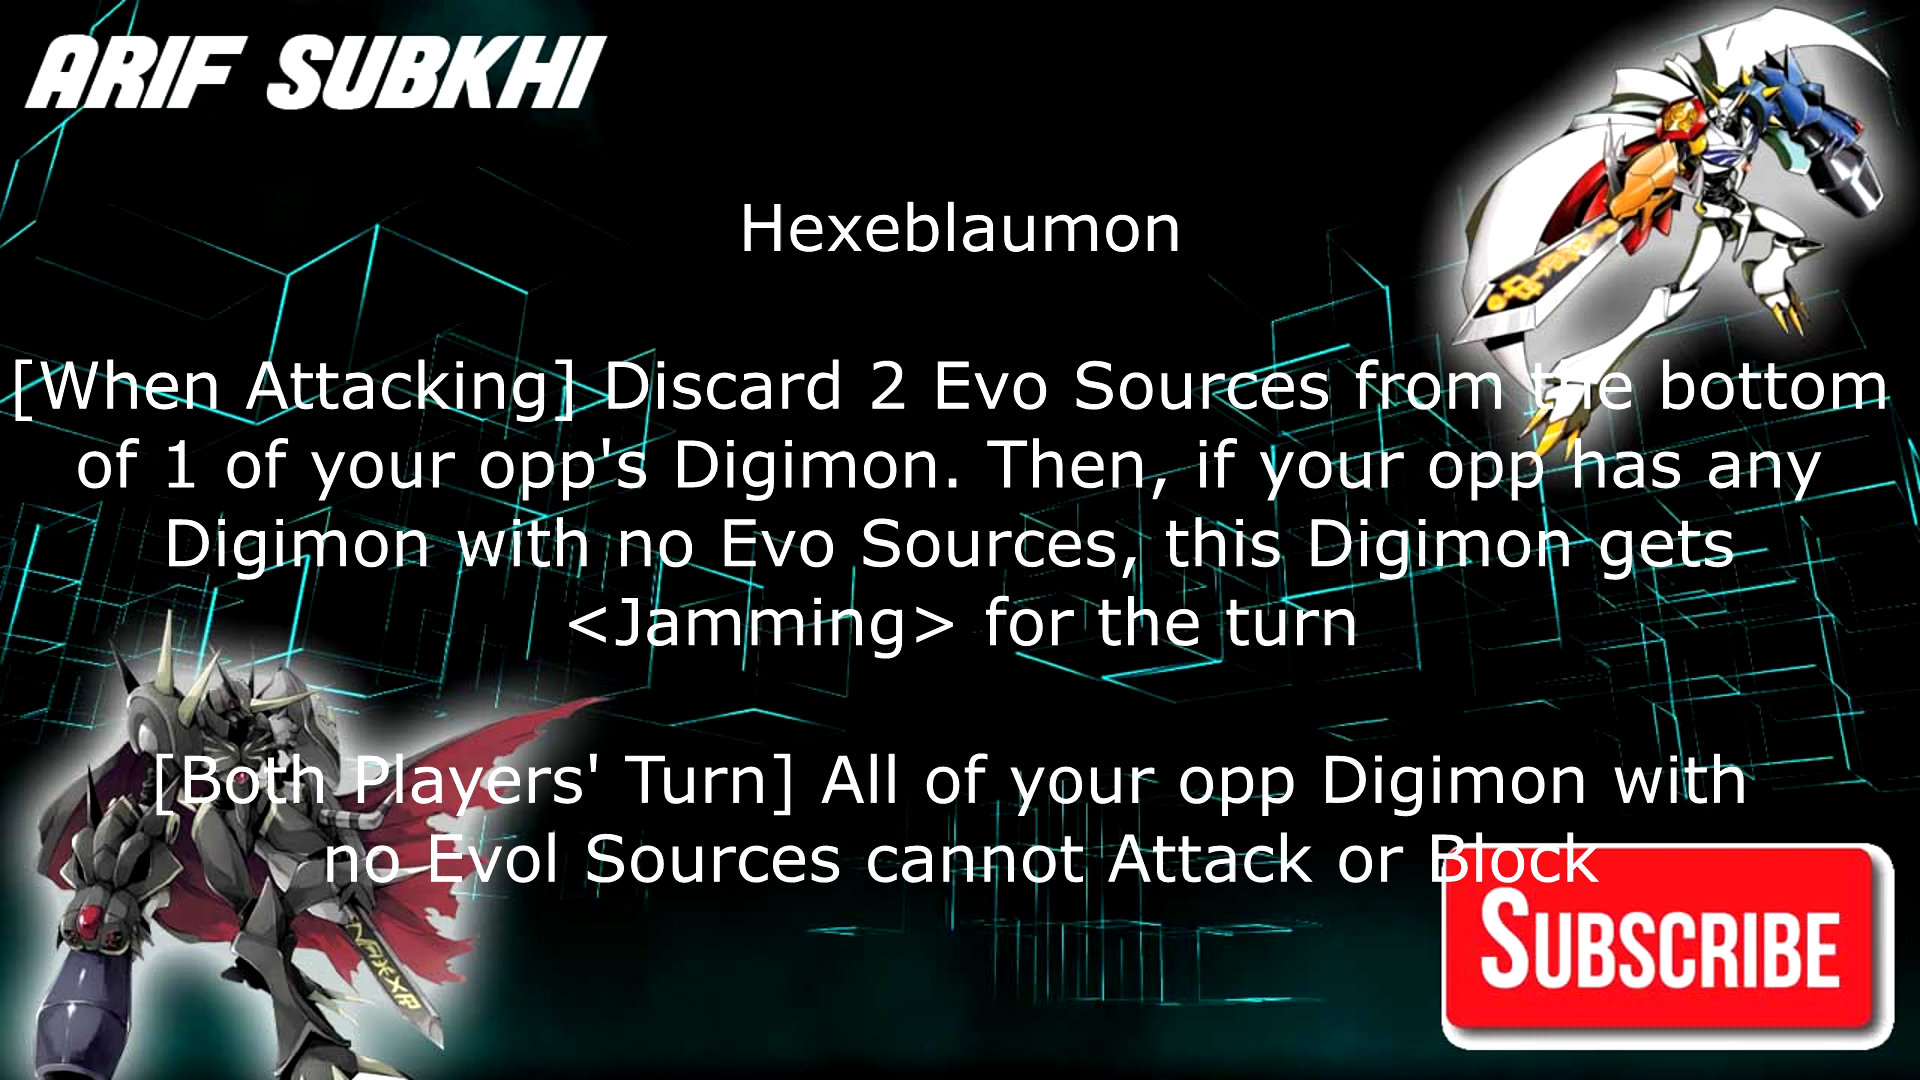 ARIF SUBKHI
Hexeblaumon
[When Attacking] Discard 2 Evo Sources from the bottom
of 1 of your opp's Digimon. Then, if your opp has any
Digimon with no Evo Sources, this Digimon gets
<Jamming> for the turn
[Both Players' Turn] All of your opp Digimon with
no Evol Sources cannot Attack or Block
SUBSCRIBE